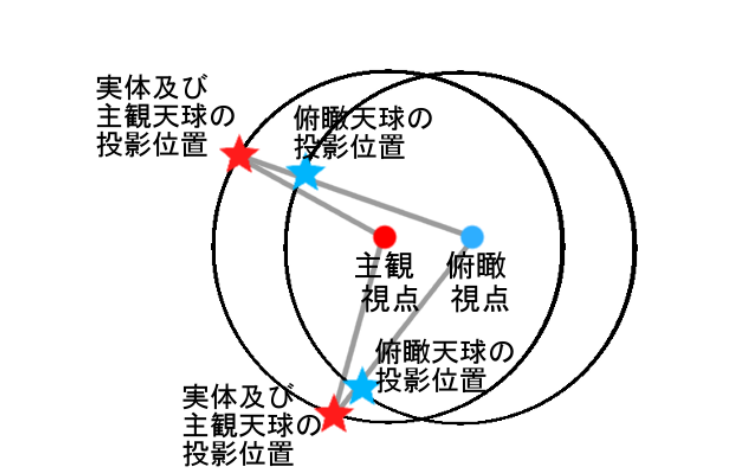 実体及び
主観天球の
投影位置
俯瞰天球の
投影位置
主観
視点
俯瞰
視点
俯瞰天球の
投影位置
実体及び
主観天球の
投影位置